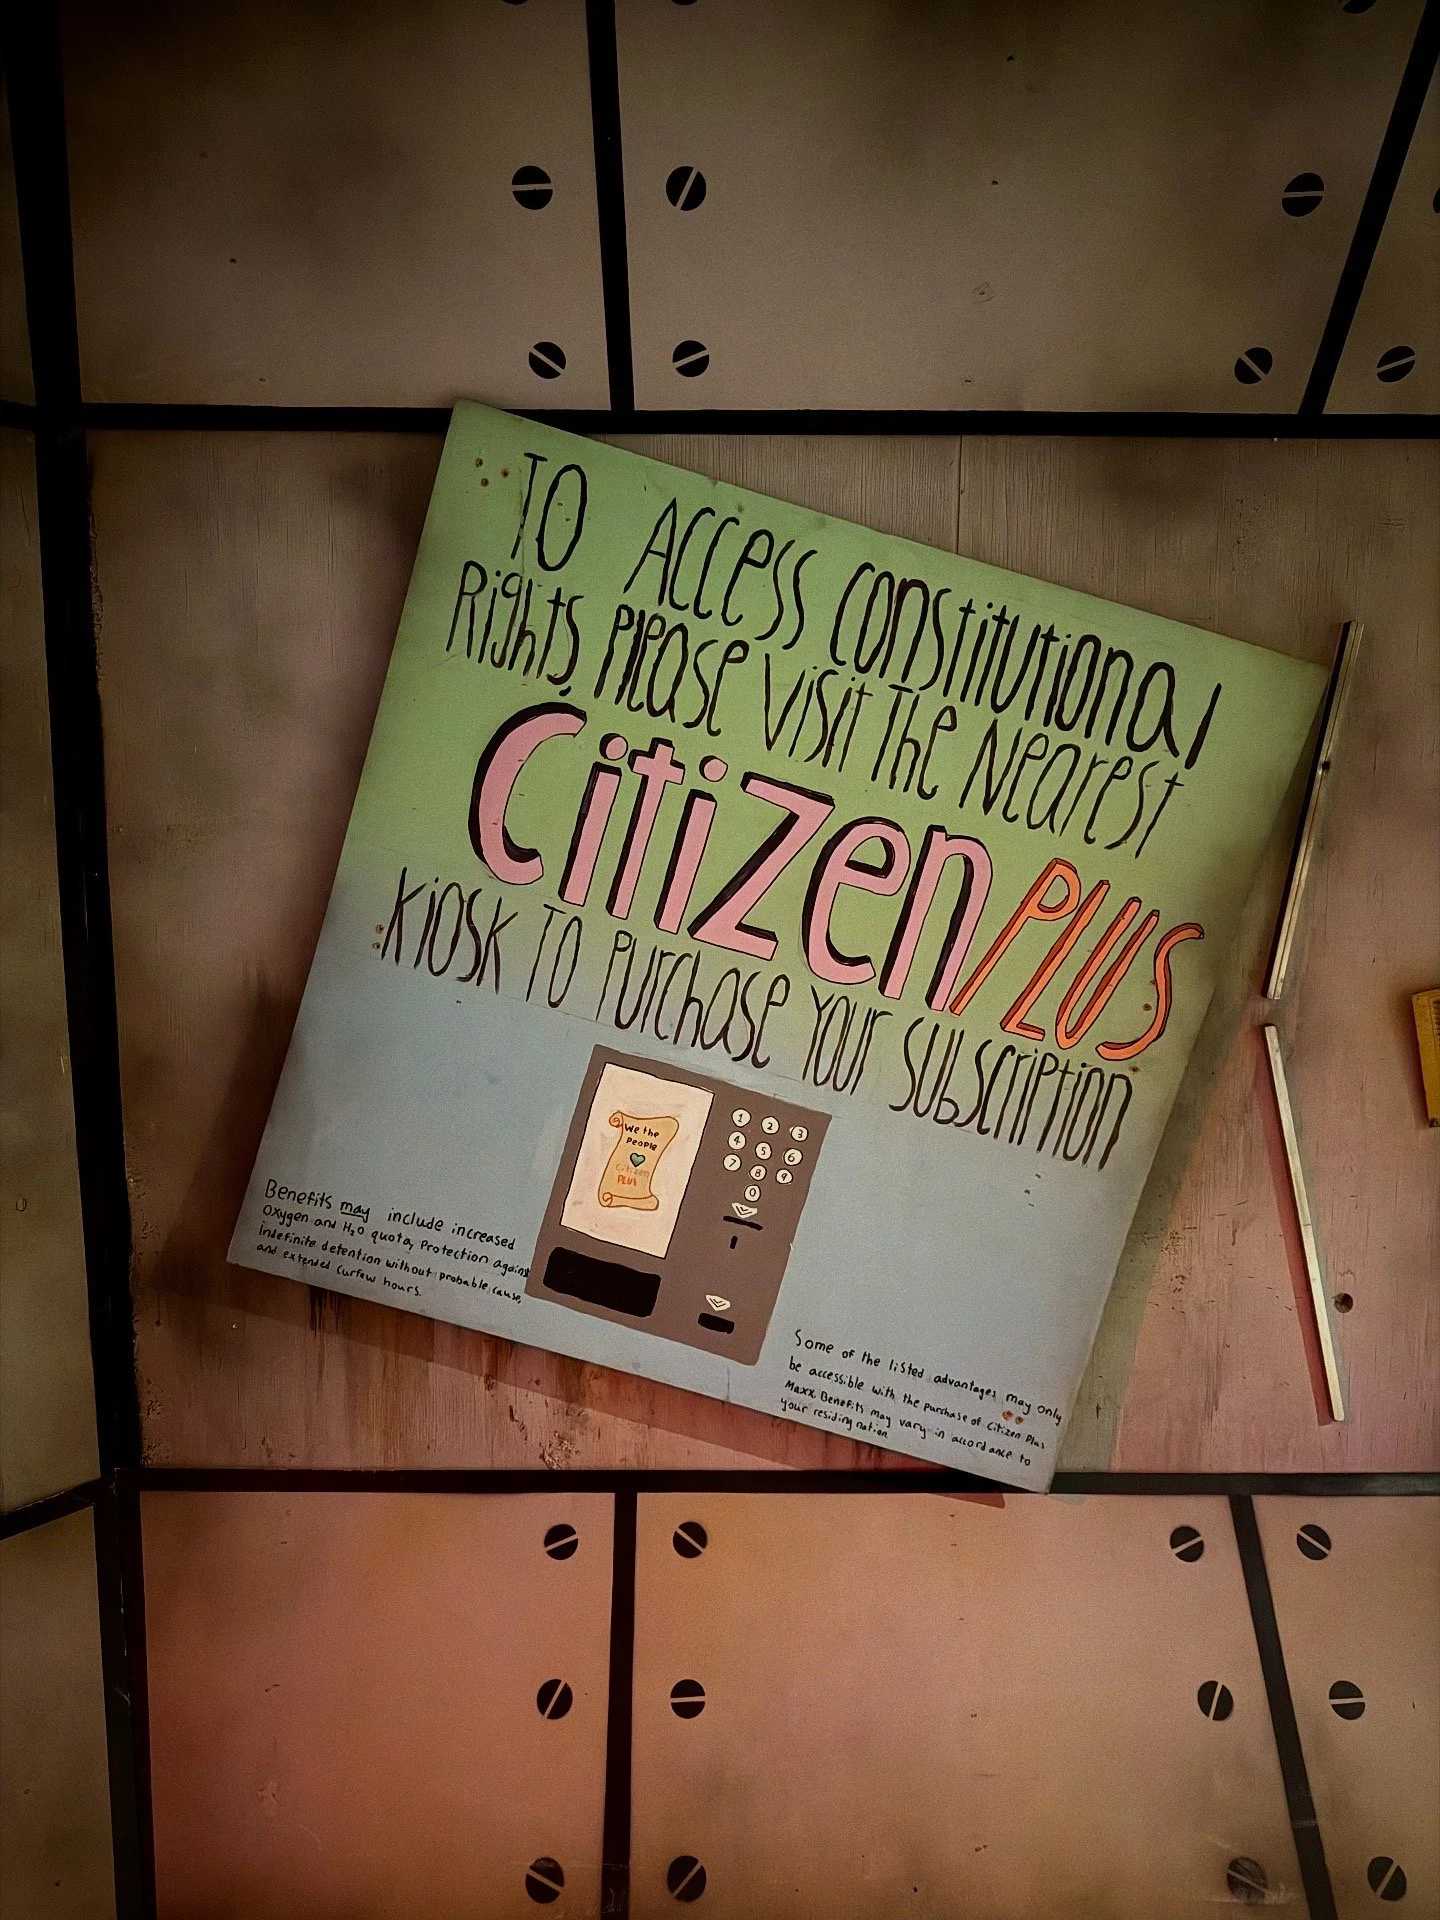 TO ACCESS constitutional
Rights, Please visit the Nearest
Citizen PLUS
Kiosk TO Purchase Your Subscription
We the
People
Citizen
PLUS
1 2 3
4 5 6
7 8 9
0
Benefits may include increased
Oxygen and H2O quota, Protection against
indefinite detention without probable cause,
and extended curfew hours.
Some of the listed advantages may only
be accessible with the purchase of Citizen Plus
Maxx. Benefits may vary in accordance to
your residing nation.